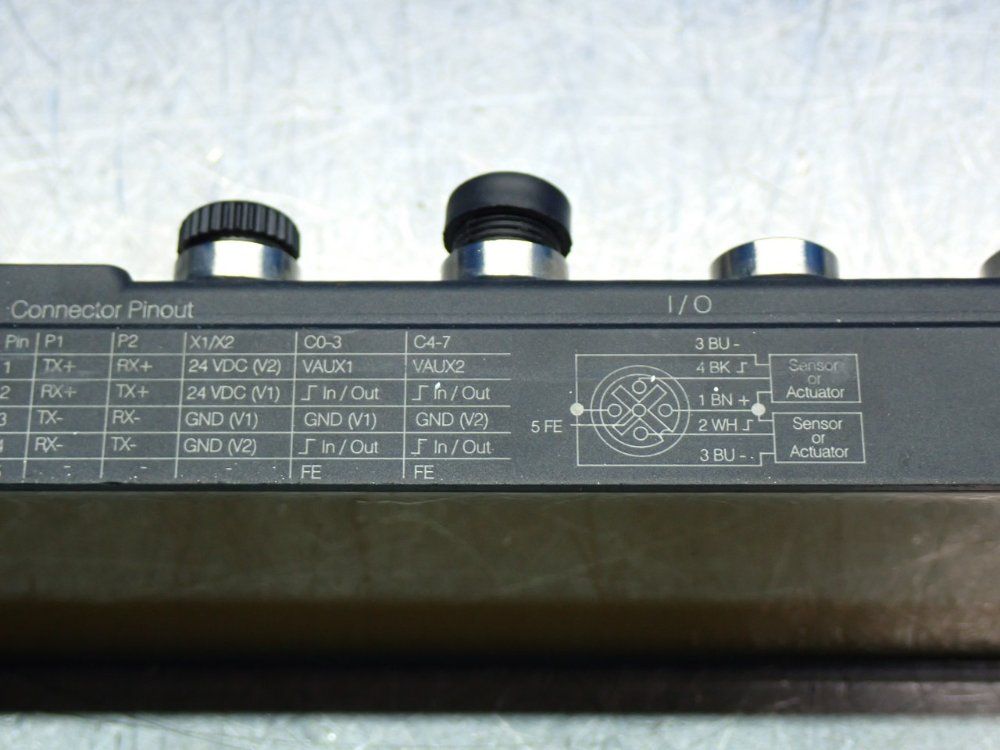 Connector Pinout
I/O
Pin P1 P2 X1/X2 C0-3 C4-7
1 TX+ RX+ 24 VDC (V2) VAUX1 VAUX2
2 RX+ TX+ 24 VDC (V1) In / Out In / Out
3 TX- RX- GND (V1) GND (V1) GND (V2)
4 RX- TX- GND (V2) In / Out In / Out
- - - FE FE
3 BU -
4 BK
1 BN +
5 FE
2 WH
3 BU -
Sensor
or
Actuator
Sensor
or
Actuator